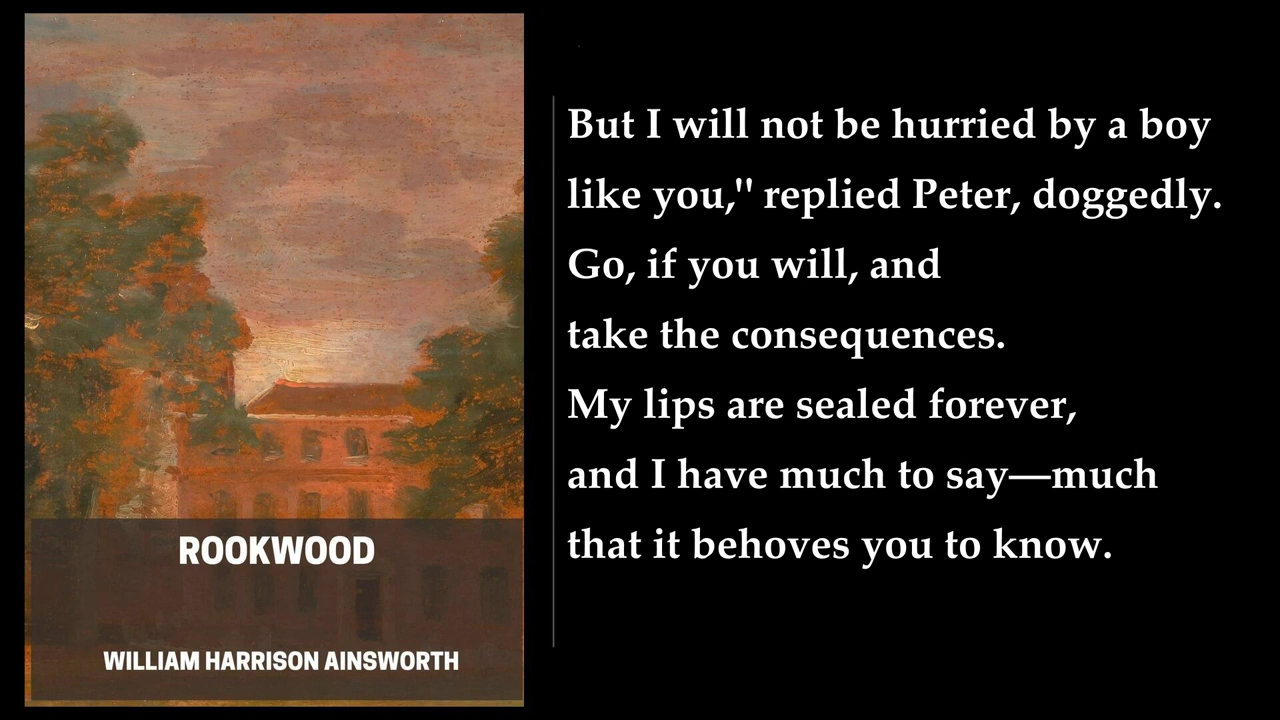 ROOKWOOD
WILLIAM HARRISON AINSWORTH
But I will not be hurried by a boy
like you," replied Peter, doggedly.
Go, if you will, and
take the consequences.
My lips are sealed forever,
and I have much to say—much
that it behoves you to know.